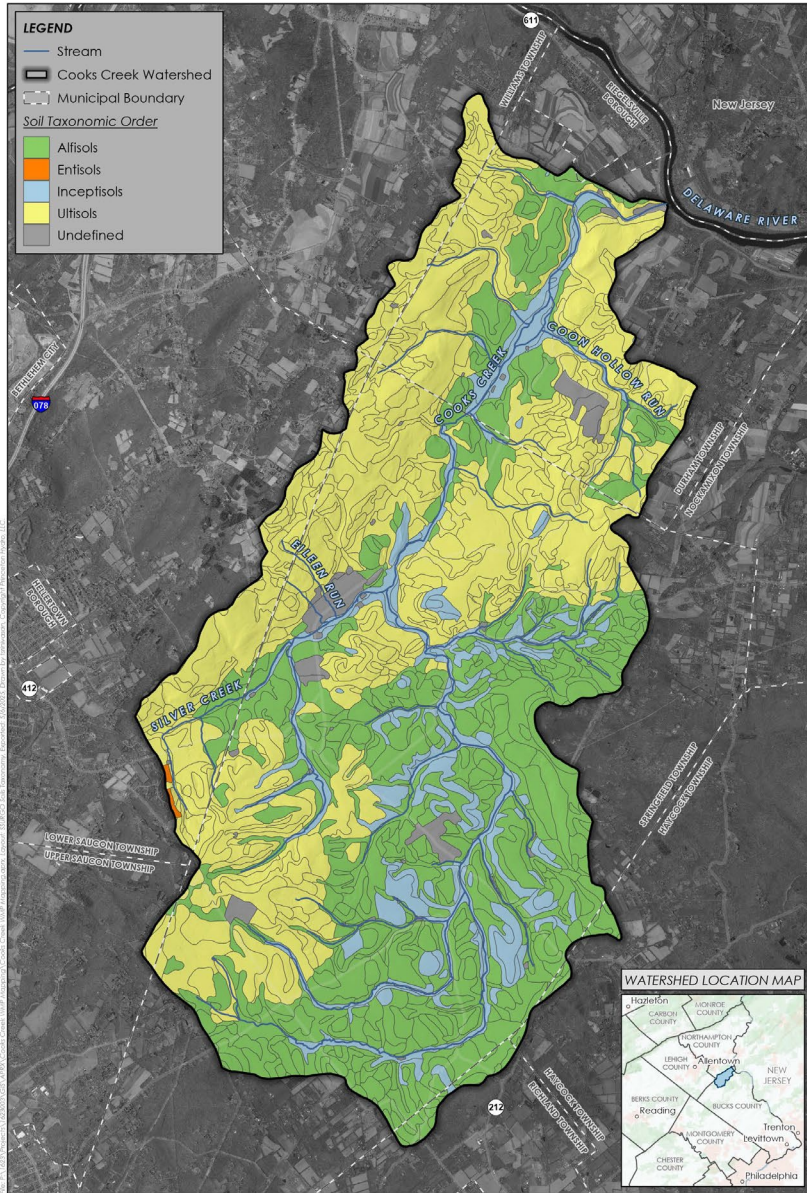 LEGEND
Stream
Cooks Creek Watershed
Municipal Boundary
Soil Taxonomic Order
Alfisols
Entisols
Inceptisols
Ultisols
Undefined
611
WILLIAMS TOWNSHIP
RIEGELSVILLE
BOROUGH
New Jersey
DELAWARE RIVER
BETHLEHEM CITY
078
COON HOLLOW RUN
COOKS CREEK
DURHAM TOWNSHIP
NOCKAMIXON TOWNSHIP
EILEEN RUN
HELLERTOWN
BOROUGH
412
SILVER CREEK
SPRINGFIELD TOWNSHIP
HAYCOCK TOWNSHIP
LOWER SAUCON TOWNSHIP
UPPER SAUCON TOWNSHIP
212
HAYCOCK TOWNSHIP
RICHLAND TOWNSHIP
WATERSHED LOCATION MAP
Hazleton
MONROE
COUNTY
CARBON
COUNTY
NORTHAMPTON
COUNTY
LEHIGH
COUNTY
Allentown
NEW
JERSEY
BERKS COUNTY
Reading
BUCKS COUNTY
MONTGOMERY
COUNTY
Trenton
Levittown
CHESTER
COUNTY
Philadelphia